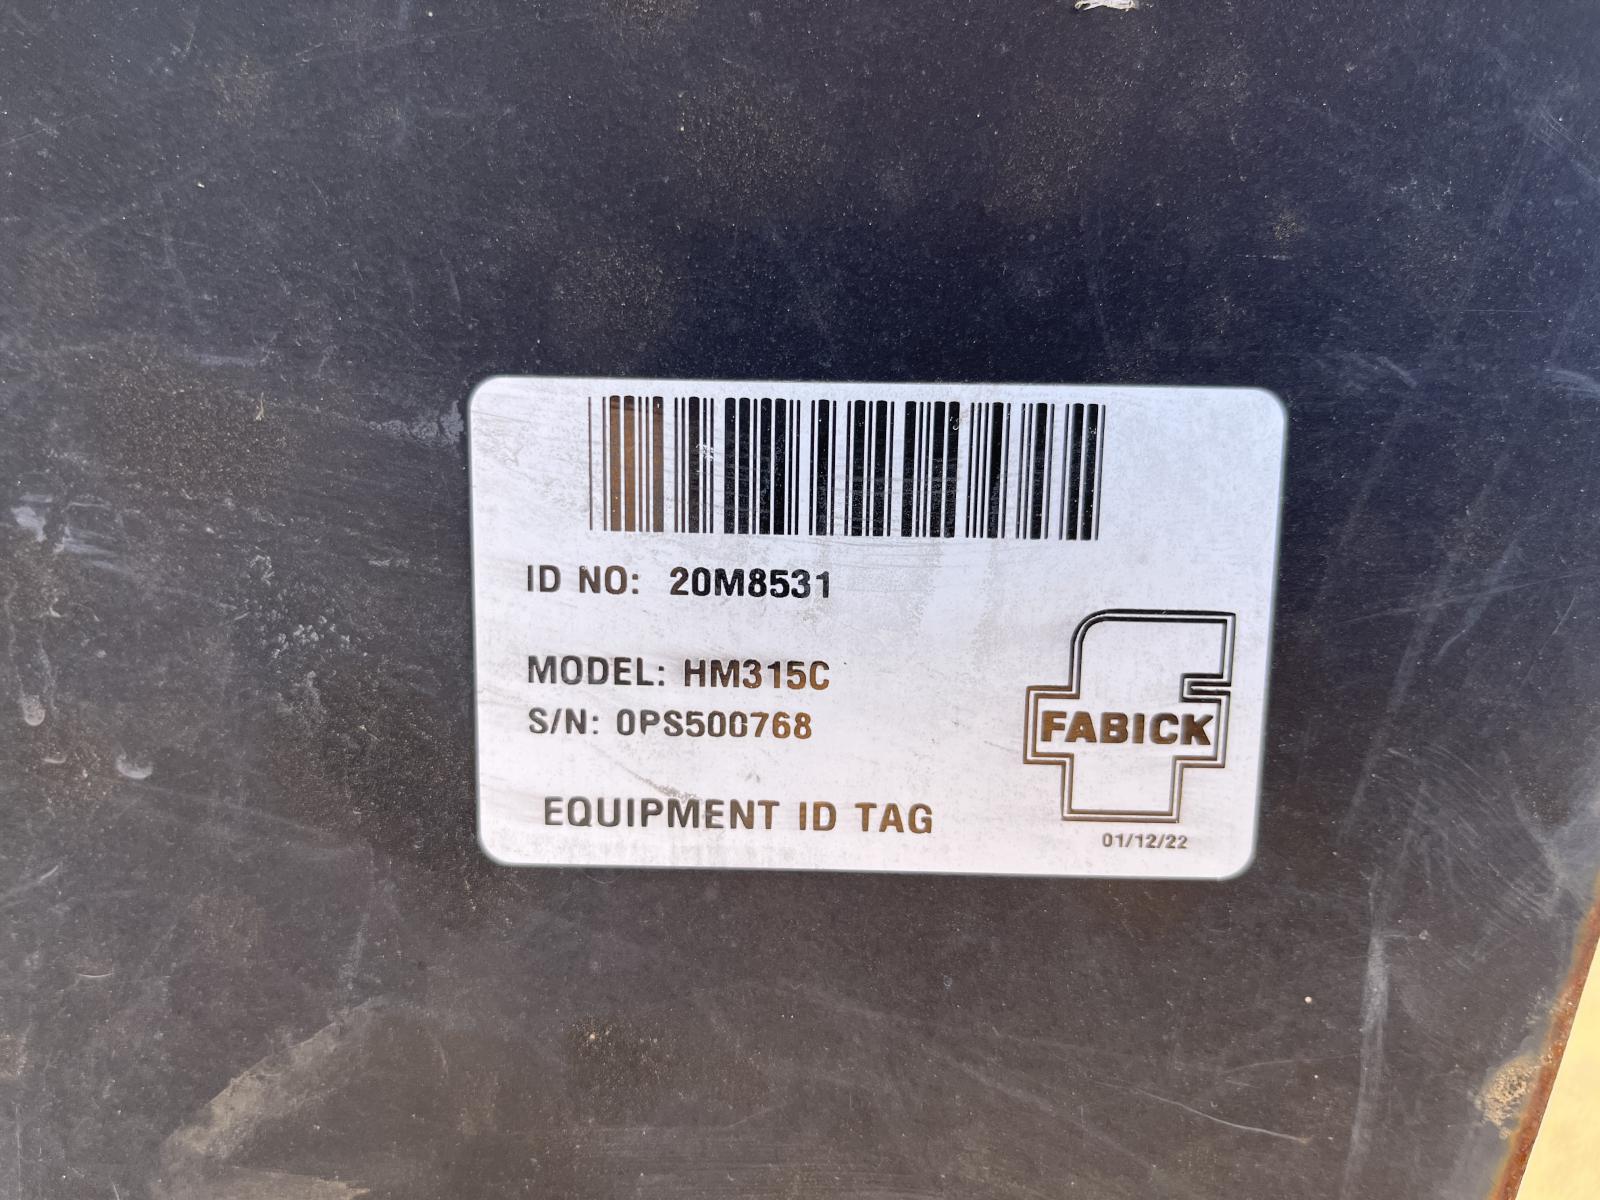 ID NO: 20M8531
MODEL: HM315C
S/N: 0PS500768
EQUIPMENT ID TAG
FABICK
01/12/22